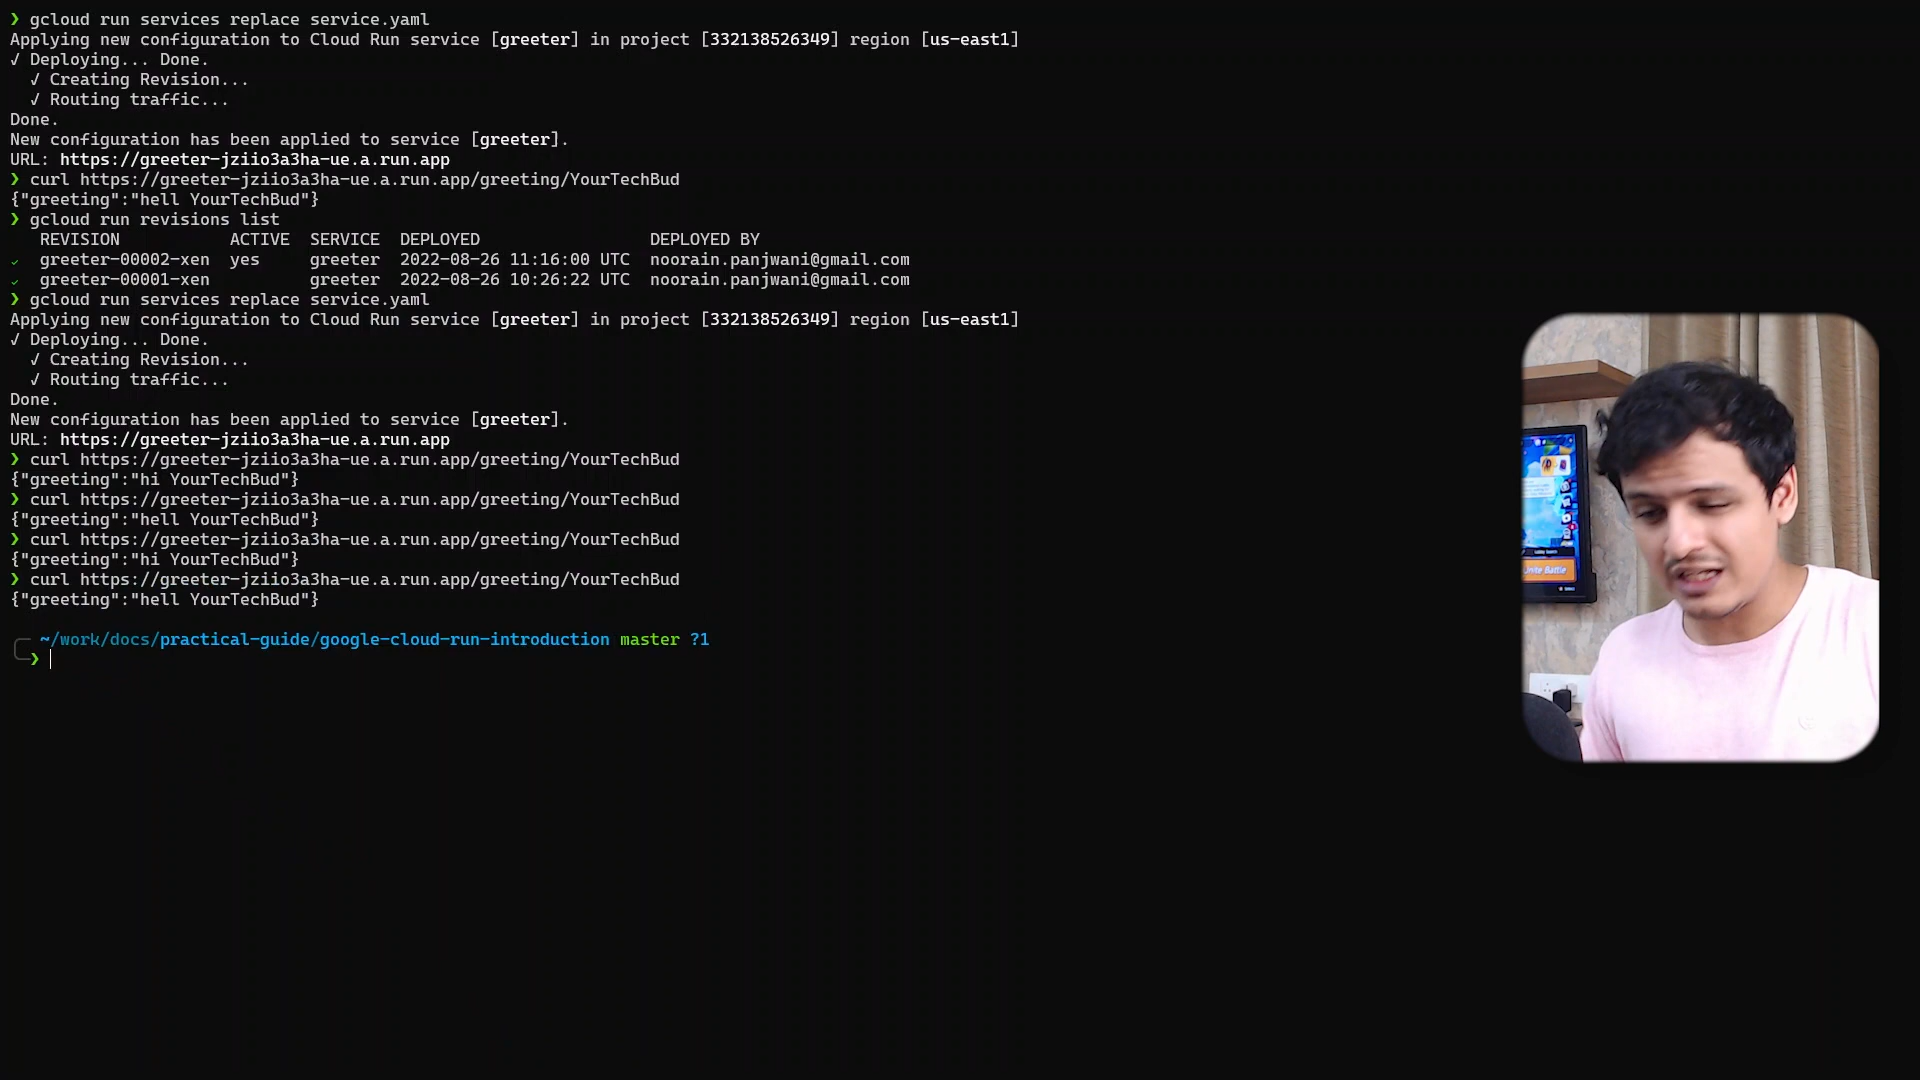 ❯ gcloud run services replace service.yaml
Applying new configuration to Cloud Run service [greeter] in project [332138526349] region [us-east1]
✓ Deploying... Done.
✓ Creating Revision...
✓ Routing traffic...
Done.
New configuration has been applied to service [greeter].
URL: https://greeter-jziio3a3ha-ue.a.run.app
❯ curl https://greeter-jziio3a3ha-ue.a.run.app/greeting/YourTechBud
{"greeting":"hell YourTechBud"}
❯ gcloud run revisions list
REVISION ACTIVE SERVICE DEPLOYED DEPLOYED BY
✓ greeter-00002-xen yes greeter 2022-08-26 11:16:00 UTC noorain.panjwani@gmail.com
✓ greeter-00001-xen greeter 2022-08-26 10:26:22 UTC noorain.panjwani@gmail.com
❯ gcloud run services replace service.yaml
Applying new configuration to Cloud Run service [greeter] in project [332138526349] region [us-east1]
✓ Deploying... Done.
✓ Creating Revision...
✓ Routing traffic...
Done.
New configuration has been applied to service [greeter].
URL: https://greeter-jziio3a3ha-ue.a.run.app
❯ curl https://greeter-jziio3a3ha-ue.a.run.app/greeting/YourTechBud
{"greeting":"hi YourTechBud"}
❯ curl https://greeter-jziio3a3ha-ue.a.run.app/greeting/YourTechBud
{"greeting":"hell YourTechBud"}
❯ curl https://greeter-jziio3a3ha-ue.a.run.app/greeting/YourTechBud
{"greeting":"hi YourTechBud"}
❯ curl https://greeter-jziio3a3ha-ue.a.run.app/greeting/YourTechBud
{"greeting":"hell YourTechBud"}
~/work/docs/practical-guide/google-cloud-run-introduction master ?1
❯
Unite Battle